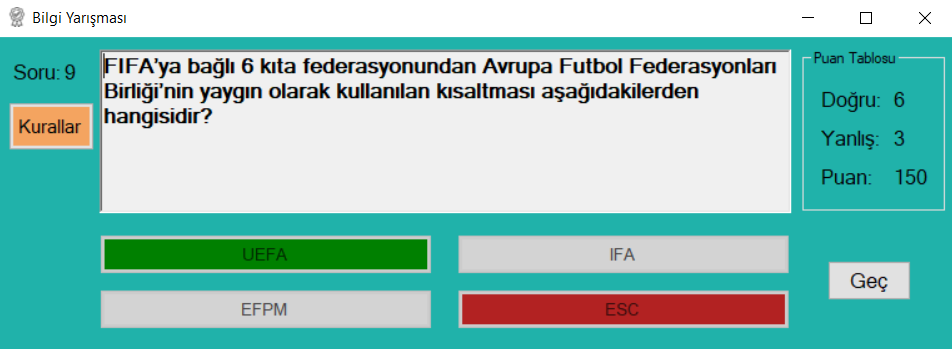 Bilgi Yarışması
Soru: 9
Kurallar
FIFA’ya bağlı 6 kıta federasyonundan Avrupa Futbol Federasyonları
Birliği’nin yaygın olarak kullanılan kısaltması aşağıdakilerden
hangisidir?
Puan Tablosu
Doğru: 6
Yanlış: 3
Puan: 150
UEFA
IFA
EFPM
ESC
Geç